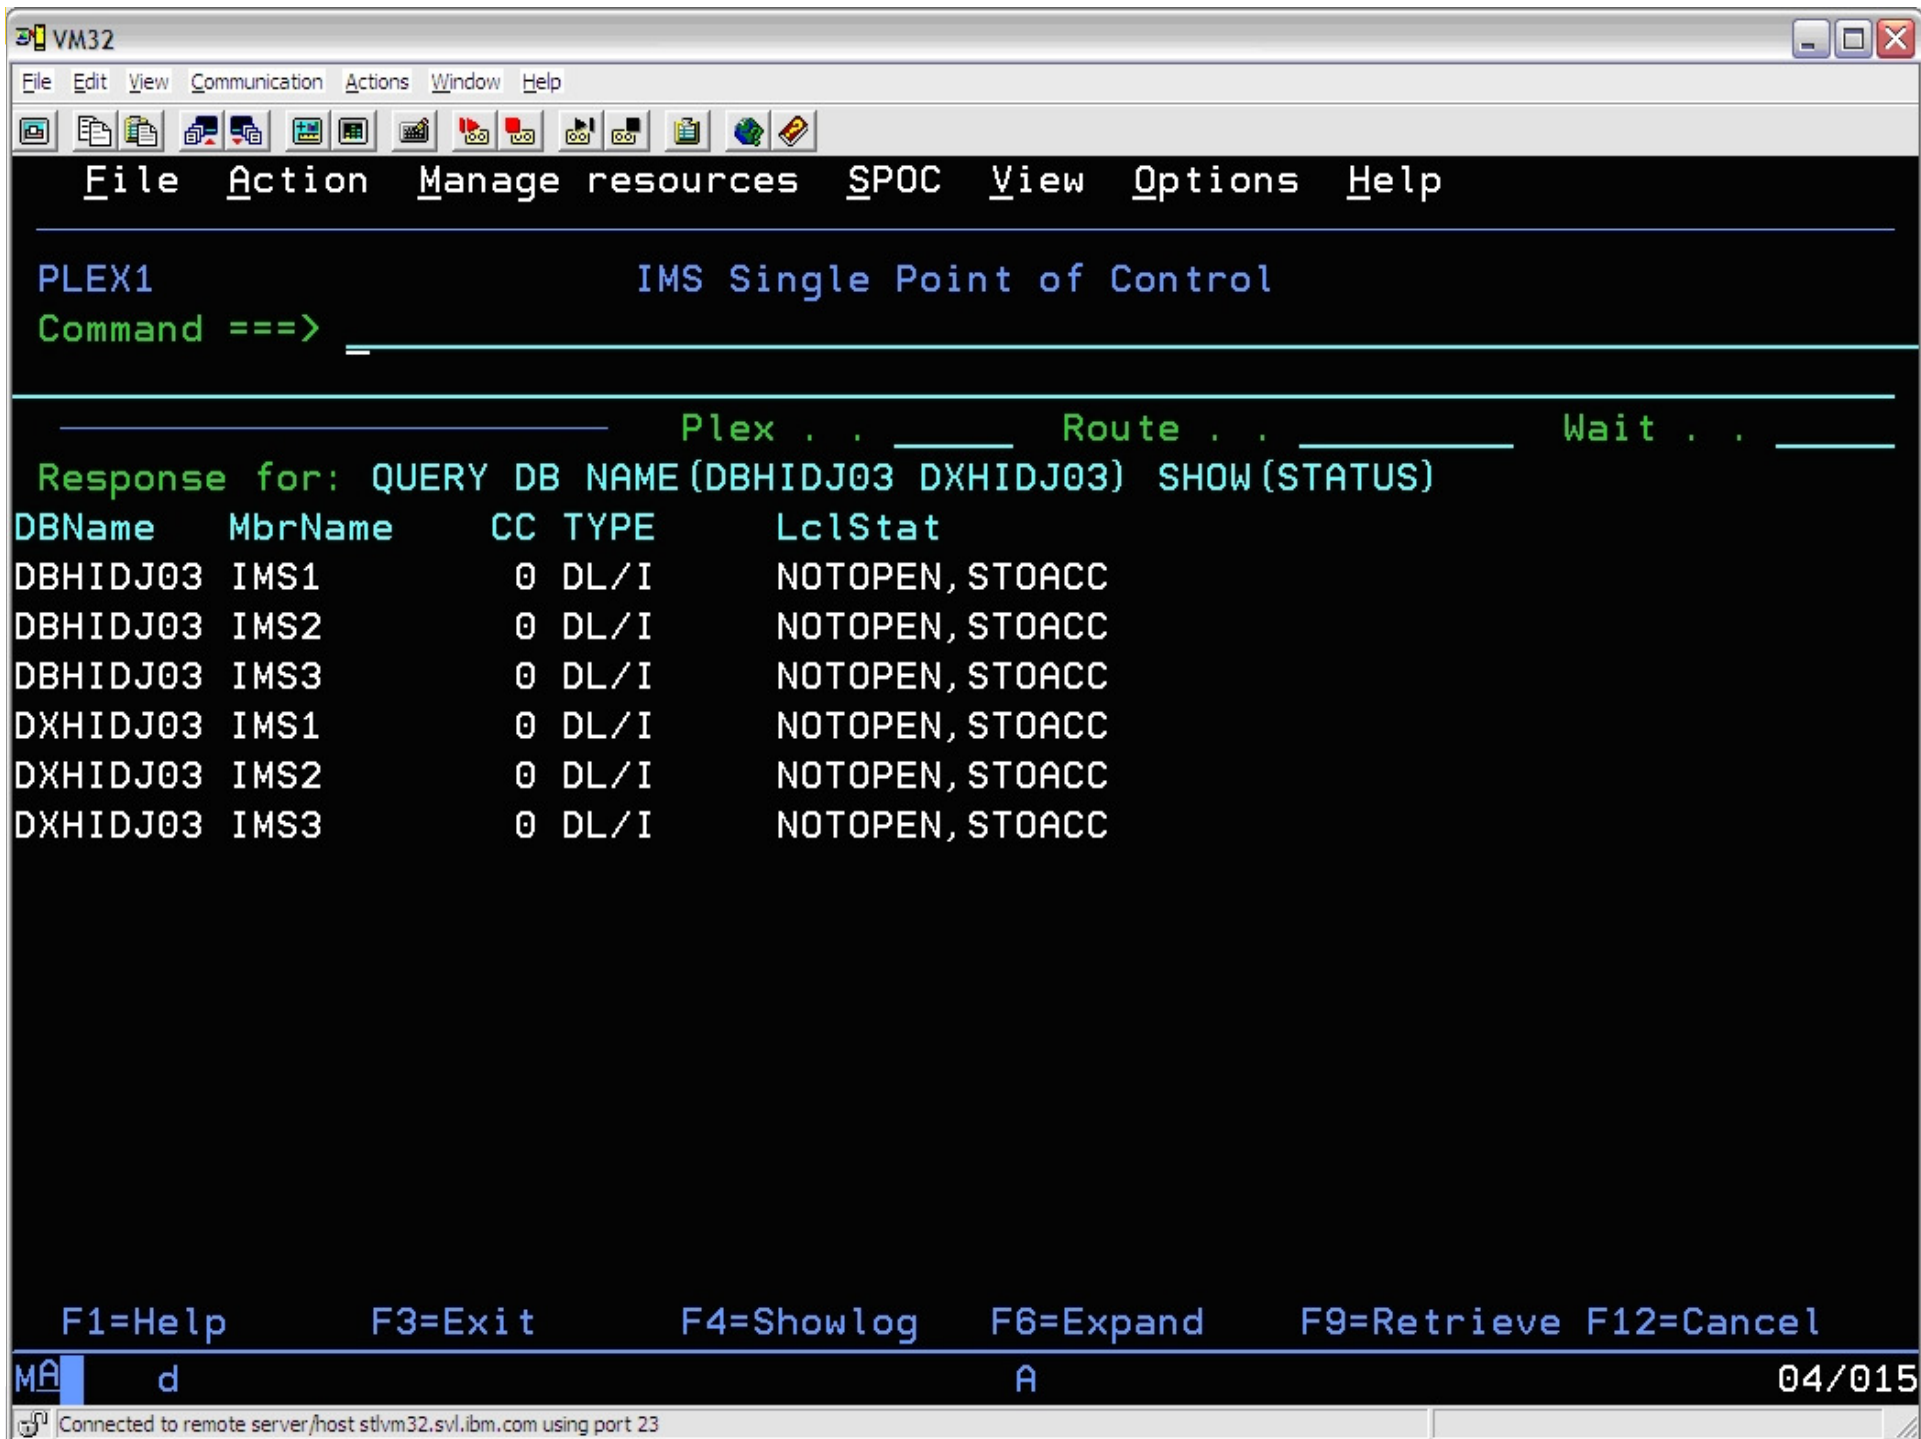 VM32
File Edit View Communication Actions Window Help
File Action Manage resources SPOC View Options Help
PLEX1 IMS Single Point of Control
Command ===>
Plex . . Route . . Wait . .
Response for: QUERY DB NAME(DBHIDJ03 DXHIDJ03) SHOW(STATUS)
DBName MbrName CC TYPE LclStat
DBHIDJ03 IMS1 0 DL/I NOTOPEN,STOACC
DBHIDJ03 IMS2 0 DL/I NOTOPEN,STOACC
DBHIDJ03 IMS3 0 DL/I NOTOPEN,STOACC
DXHIDJ03 IMS1 0 DL/I NOTOPEN,STOACC
DXHIDJ03 IMS2 0 DL/I NOTOPEN,STOACC
DXHIDJ03 IMS3 0 DL/I NOTOPEN,STOACC
F1=Help F3=Exit F4=Showlog F6=Expand F9=Retrieve F12=Cancel
MA d A 04/015
Connected to remote server/host stlvm32.svl.ibm.com using port 23